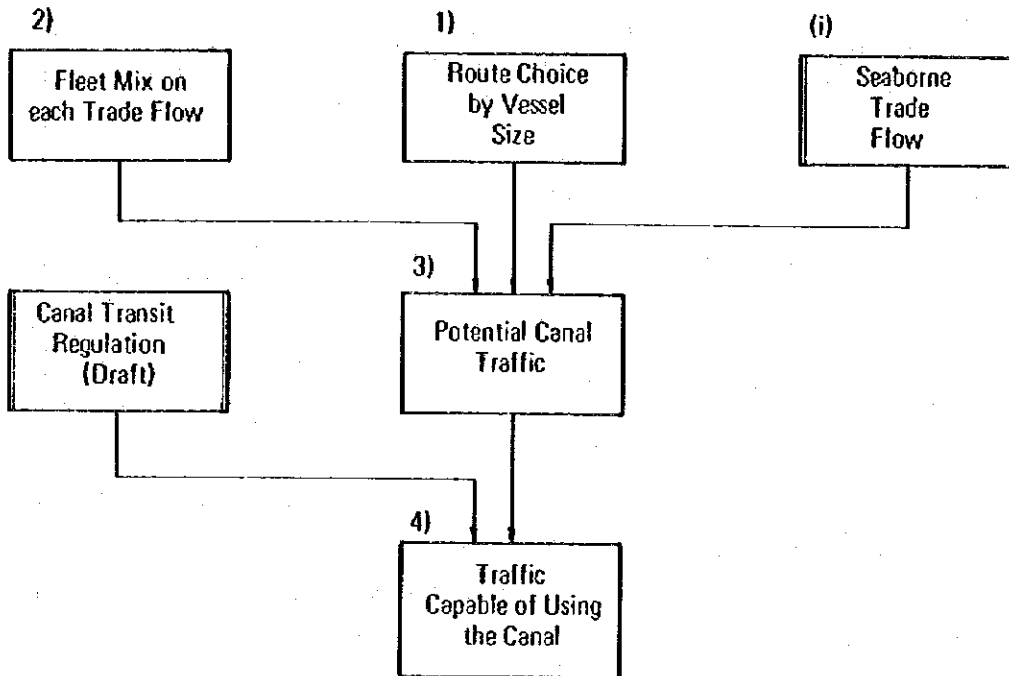 2)
Fleet Mix on
each Trade Flow
1)
Route Choice
by Vessel
Size
(i)
Seaborne
Trade
Flow
Canal Transit
Regulation
(Draft)
3)
Potential Canal
Traffic
4)
Traffic
Capable of Using
the Canal